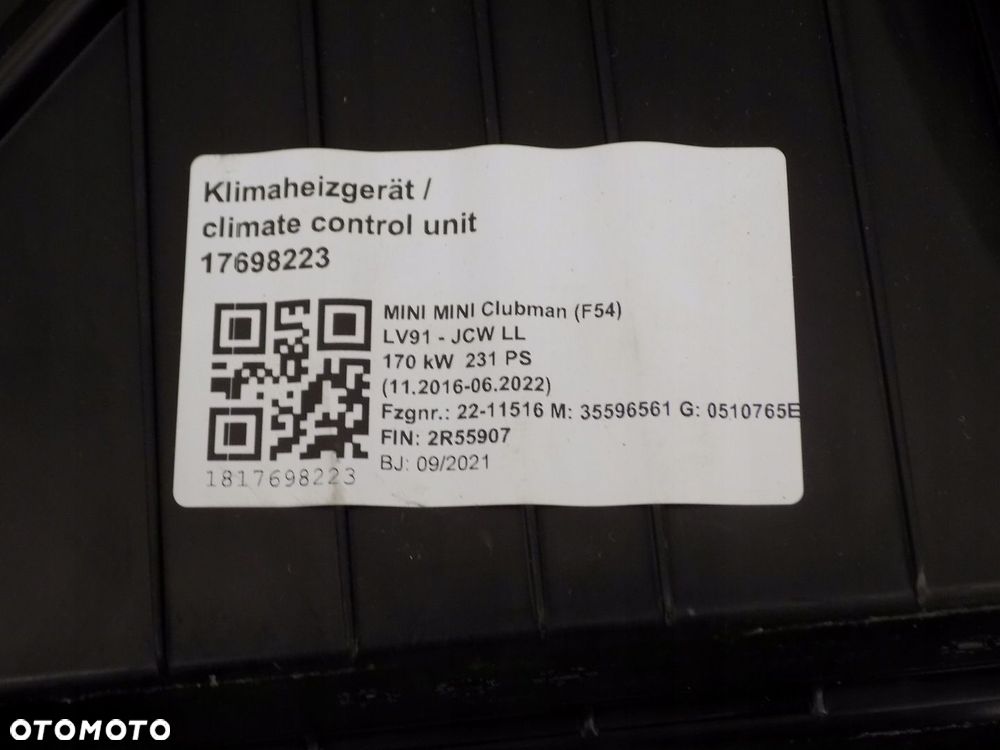 Klimaheizgerät /
climate control unit
17698223
MINI MINI Clubman (F54)
LV91 - JCW LL
170 kW 231 PS
(11.2016-06.2022)
Fzgnr.: 22-11516 M: 35596561 G: 0510765E
FIN: 2R55907
BJ: 09/2021
1817698223
OTOMOTO